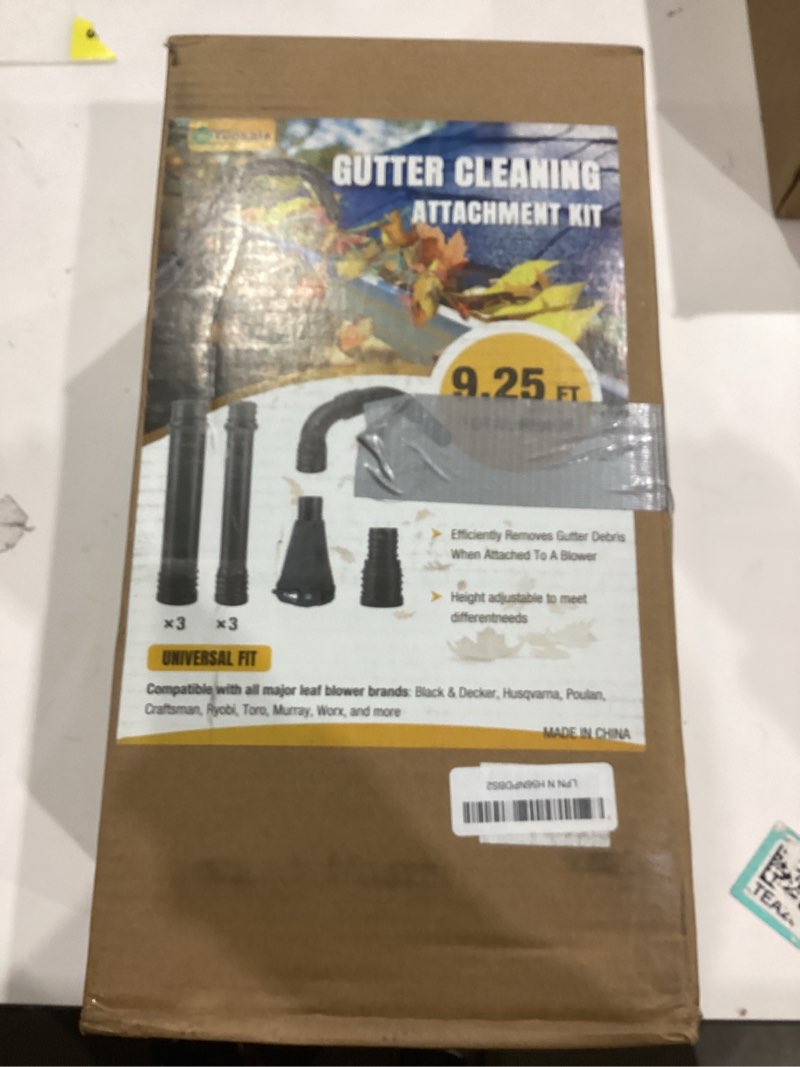 GUTTER CLEANING
ATTACHMENT KIT
9.25 FT
Efficiently Removes Gutter Debris
When Attached To A Blower
Height adjustable to meet
differentneeds
×3 ×3
UNIVERSAL FIT
Compatible with all major leaf blower brands: Black & Decker, Husqvarna, Poulan,
Craftsman, Ryobi, Toro, Murray, Worx, and more
MADE IN CHINA